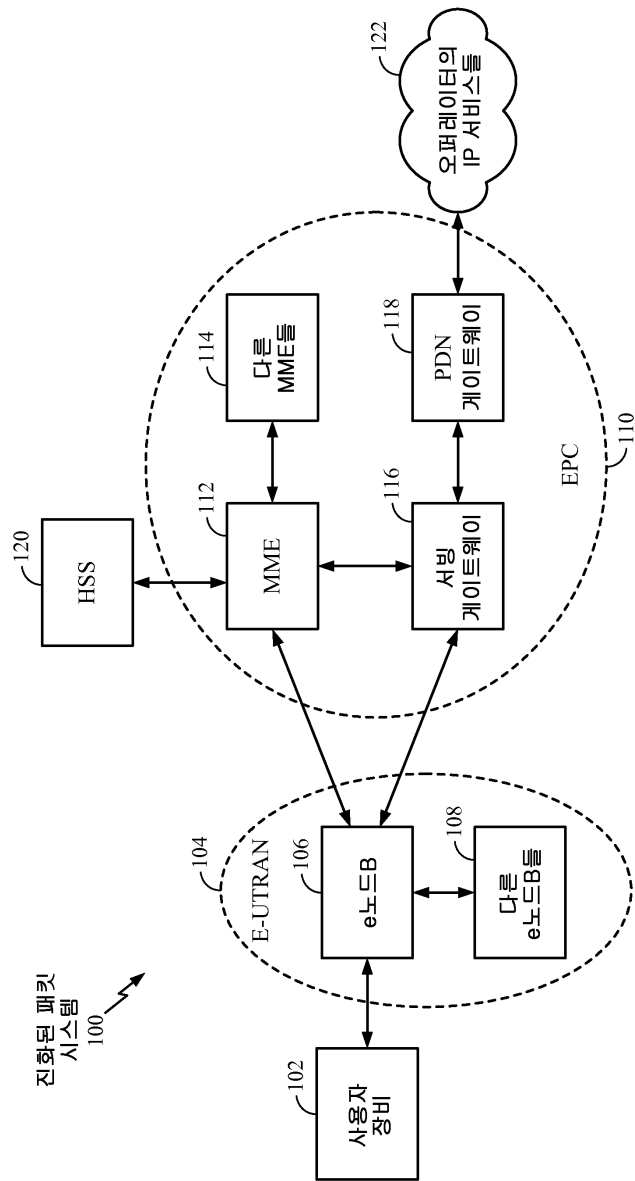 진화된 패킷
시스템
100
102
사용자
장비
104
E-UTRAN
106
e노드B
108
다른
e노드B들
120
HSS
112
MME
114
다른
MME들
116
서빙
게이트웨이
118
PDN
게이트웨이
EPC
110
122
오퍼레이터의
IP 서비스들